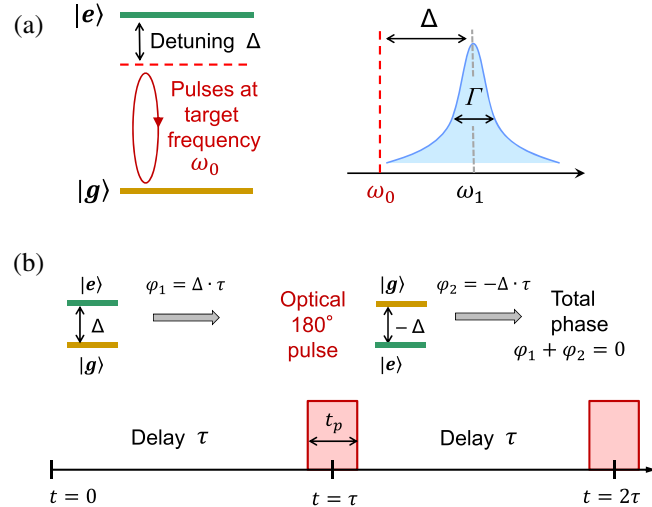 (a)
|e⟩
Detuning Δ
Pulses at
target
frequency
ω₀
|g⟩
Δ
Γ
ω₀
ω₁
(b)
|e⟩
Δ
|g⟩
φ₁ = Δ · τ
Optical
180°
pulse
|g⟩
− Δ
|e⟩
φ₂ = −Δ · τ
Total
phase
φ₁ + φ₂ = 0
Delay τ
tₚ
Delay τ
t = 0
t = τ
t = 2τ